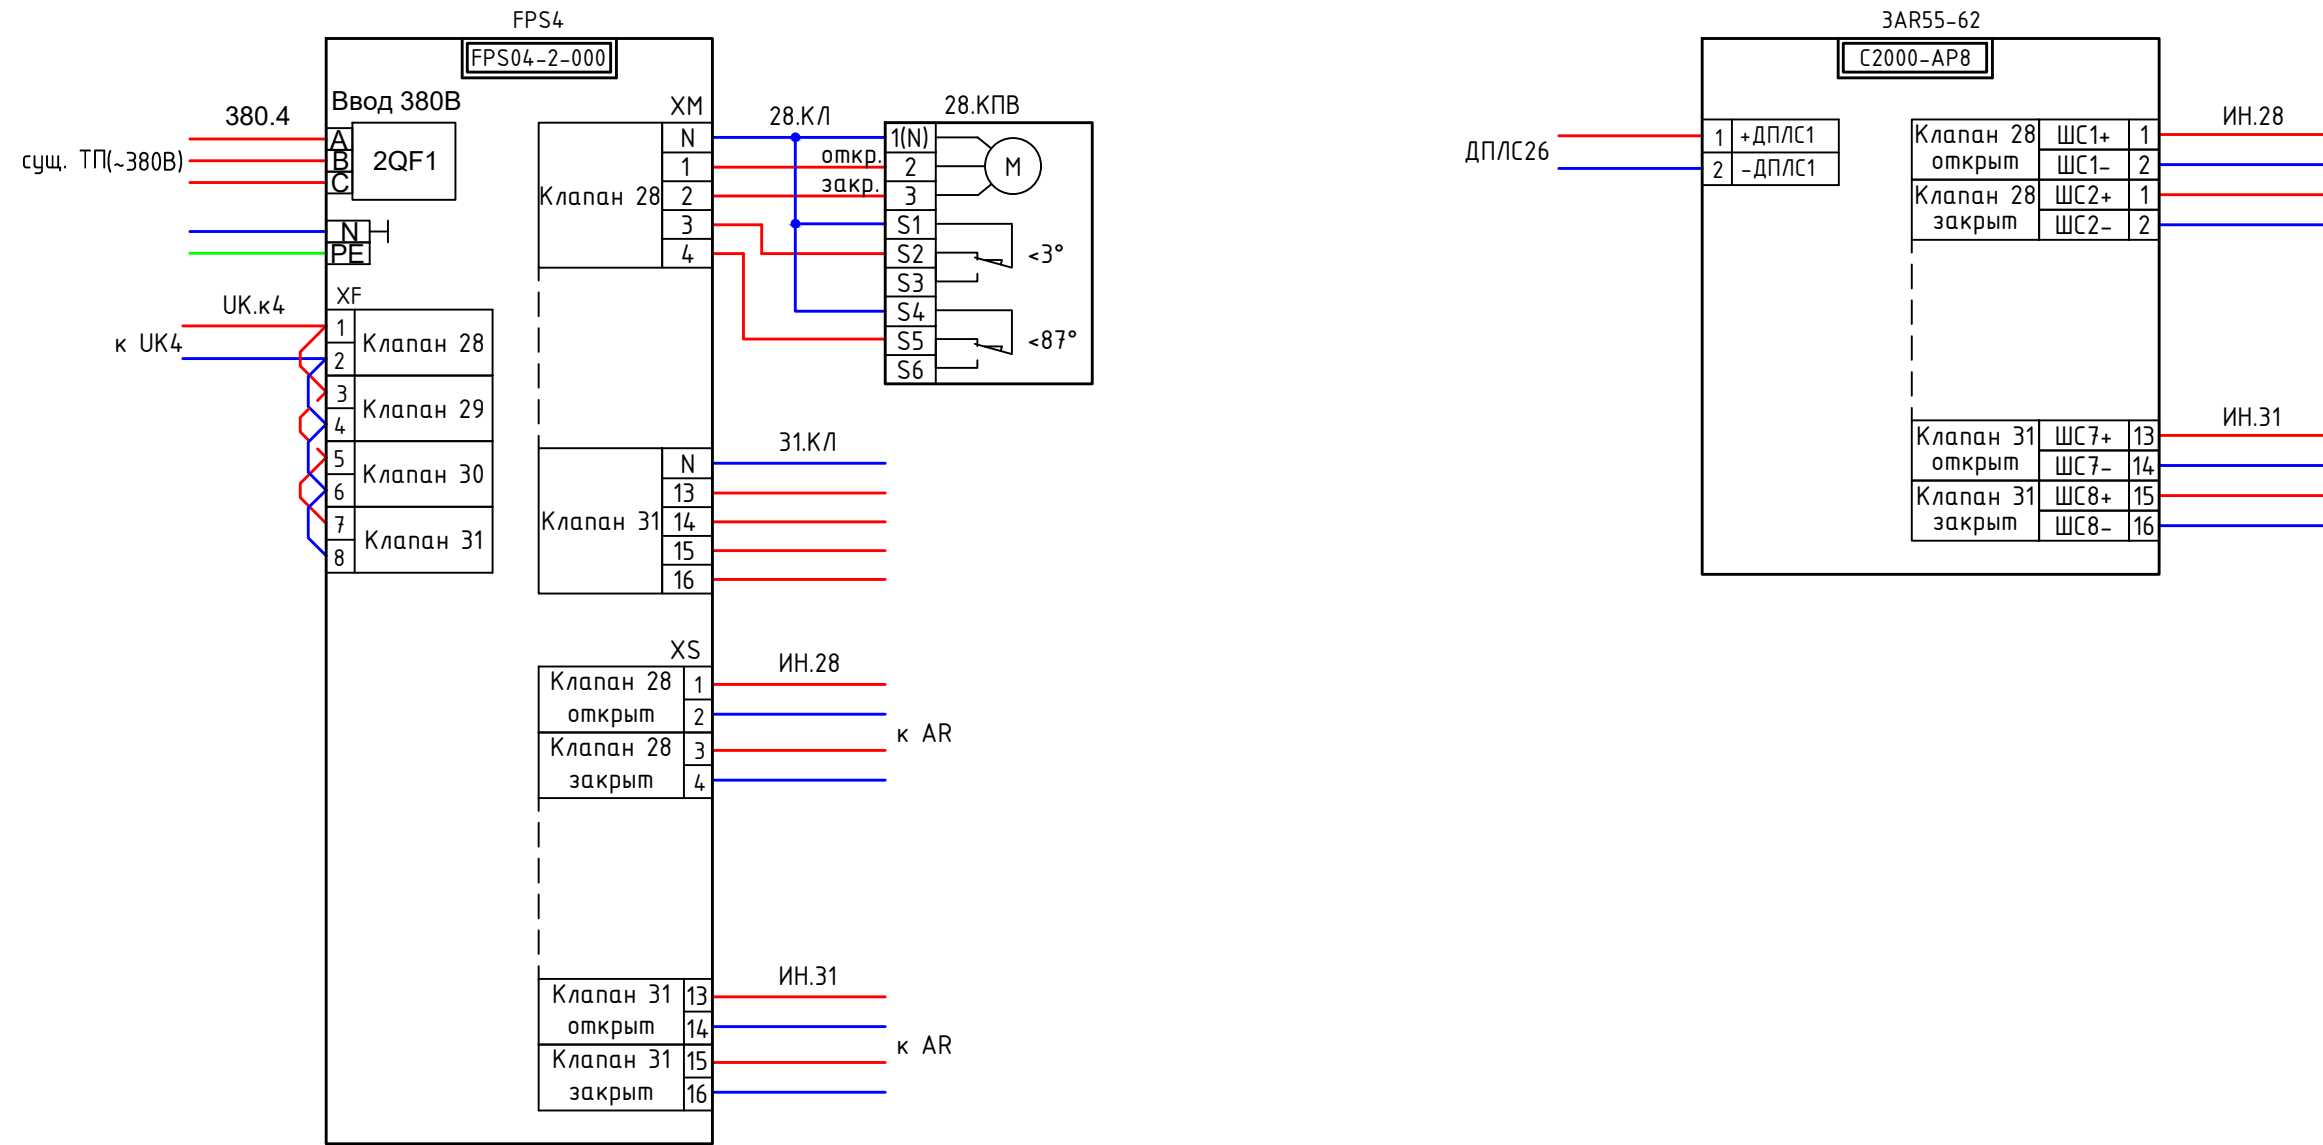 FPS4
FPS04-2-000
Ввод 380В
380.4
A
B
C
2QF1
сущ. ТП(~380В)
N
PE
XF
UK.к4
к UK4
1
2
Клапан 28
3
4
Клапан 29
5
6
Клапан 30
7
8
Клапан 31
XM
Клапан 28
N
1
2
3
4
28.КЛ
откр.
закр.
28.КПВ
1(N)
2
3
S1
S2
S3
S4
S5
S6
M
<3°
<87°
Клапан 31
N
13
14
15
16
31.КЛ
XS
Клапан 28
открыт
1
2
Клапан 28
закрыт
3
4
ИН.28
к AR
Клапан 31
открыт
13
14
Клапан 31
закрыт
15
16
ИН.31
к AR
3AR55-62
С2000-АР8
ДПЛС26
1 +ДПЛС1
2 -ДПЛС1
Клапан 28
открыт
ШС1+ 1
ШС1- 2
Клапан 28
закрыт
ШС2+ 1
ШС2- 2
ИН.28
Клапан 31
открыт
ШС7+ 13
ШС7- 14
Клапан 31
закрыт
ШС8+ 15
ШС8- 16
ИН.31